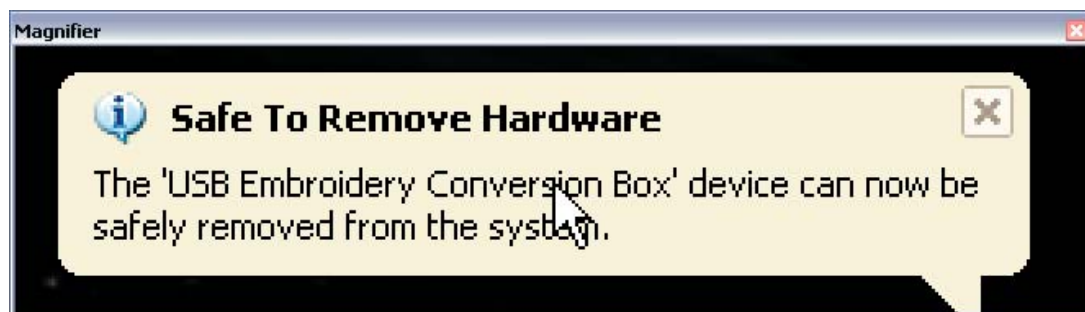 Magnifier
Safe To Remove Hardware
The 'USB Embroidery Conversion Box' device can now be
safely removed from the system.